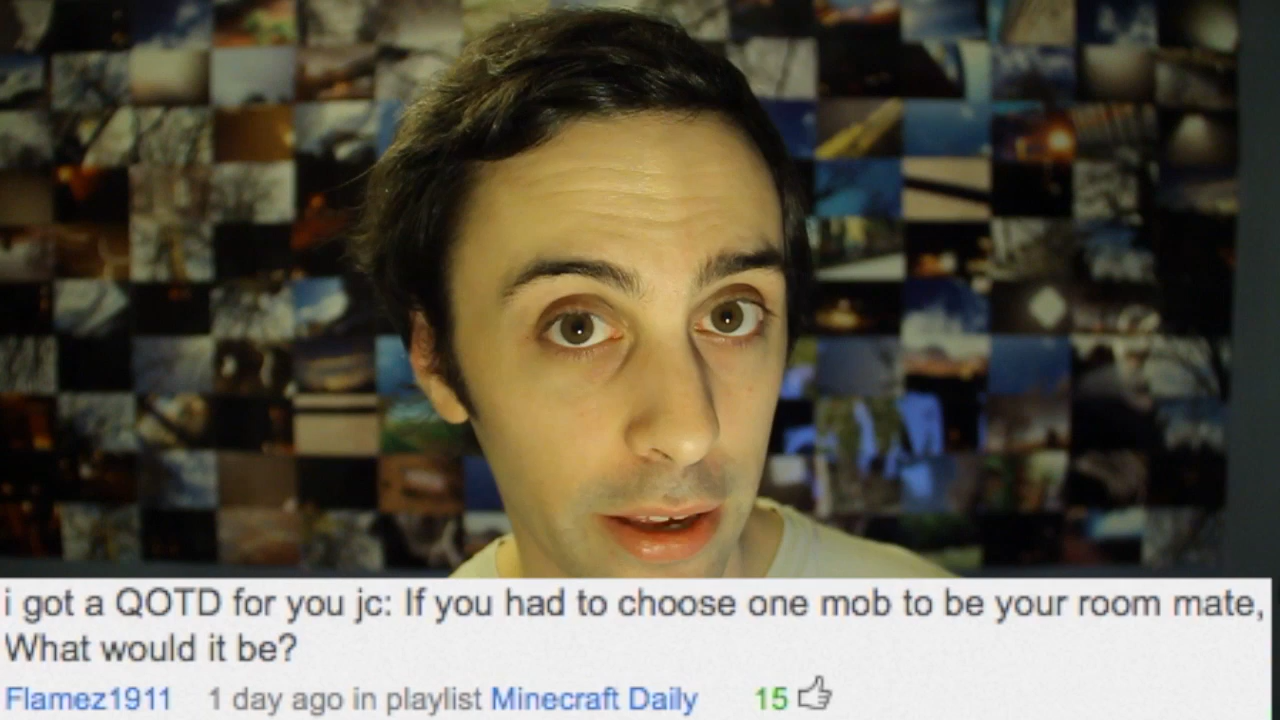 i got a QOTD for you jc: If you had to choose one mob to be your room mate,
What would it be?
Flamez1911 1 day ago in playlist Minecraft Daily 15